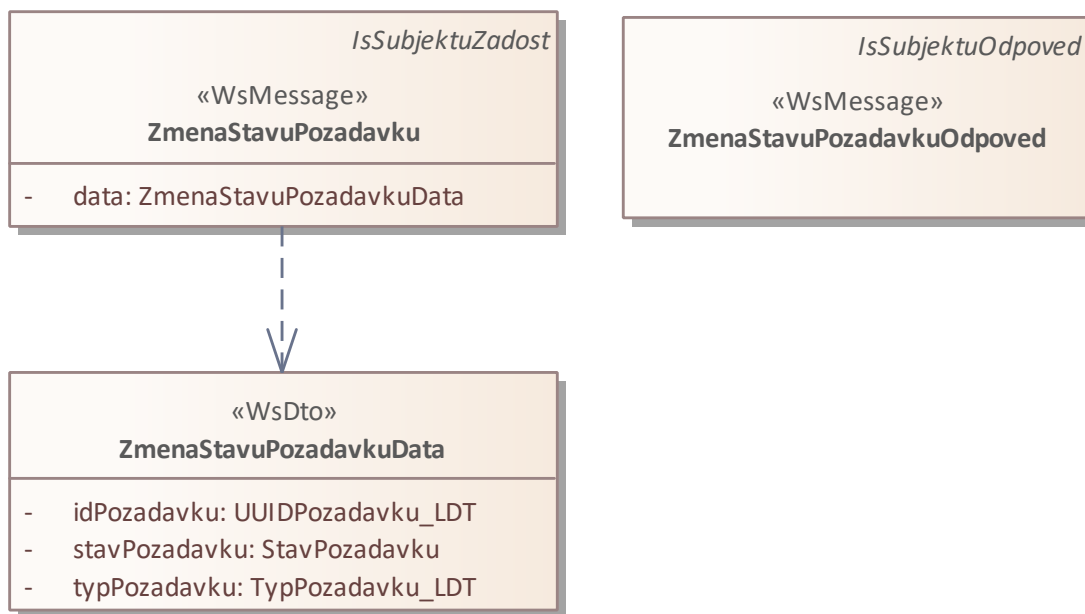 IsSubjektuZadost
«WsMessage»
ZmenaStavuPozadavku
- data: ZmenaStavuPozadavkuData
IsSubjektuOdpoved
«WsMessage»
ZmenaStavuPozadavkuOdpoved
«WsDto»
ZmenaStavuPozadavkuData
- idPozadavku: UUIDPozadavku_LDT
- stavPozadavku: StavPozadavku
- typPozadavku: TypPozadavku_LDT